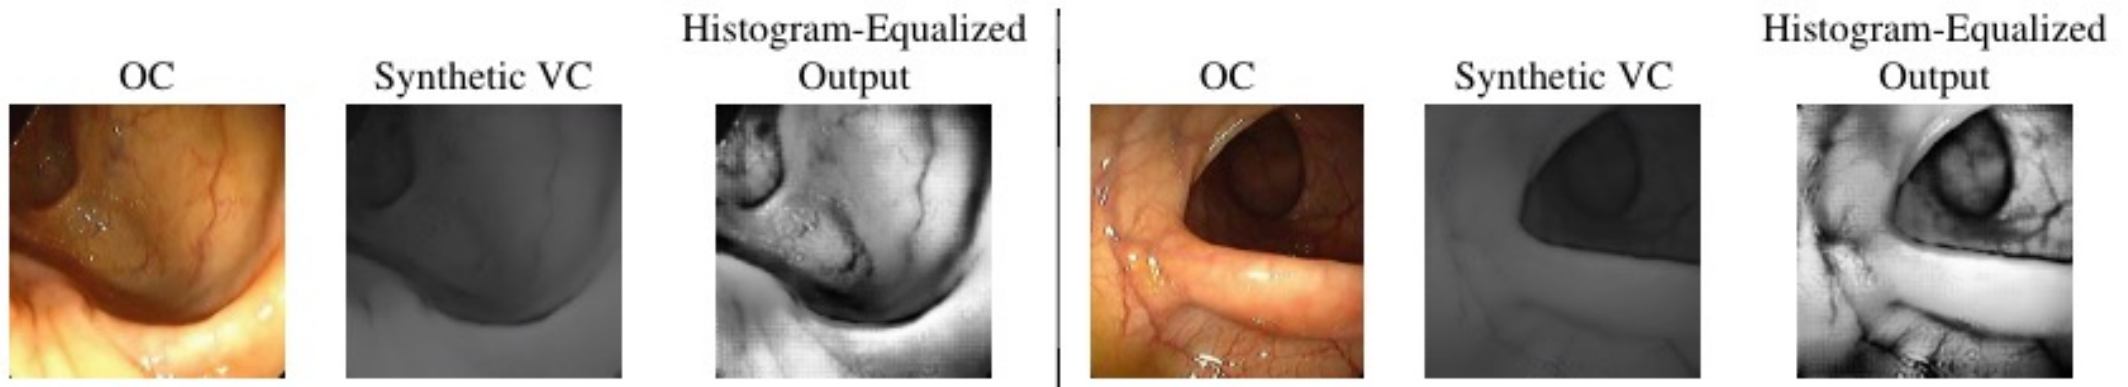 OC
Synthetic VC
Histogram-Equalized
Output
OC
Synthetic VC
Histogram-Equalized
Output